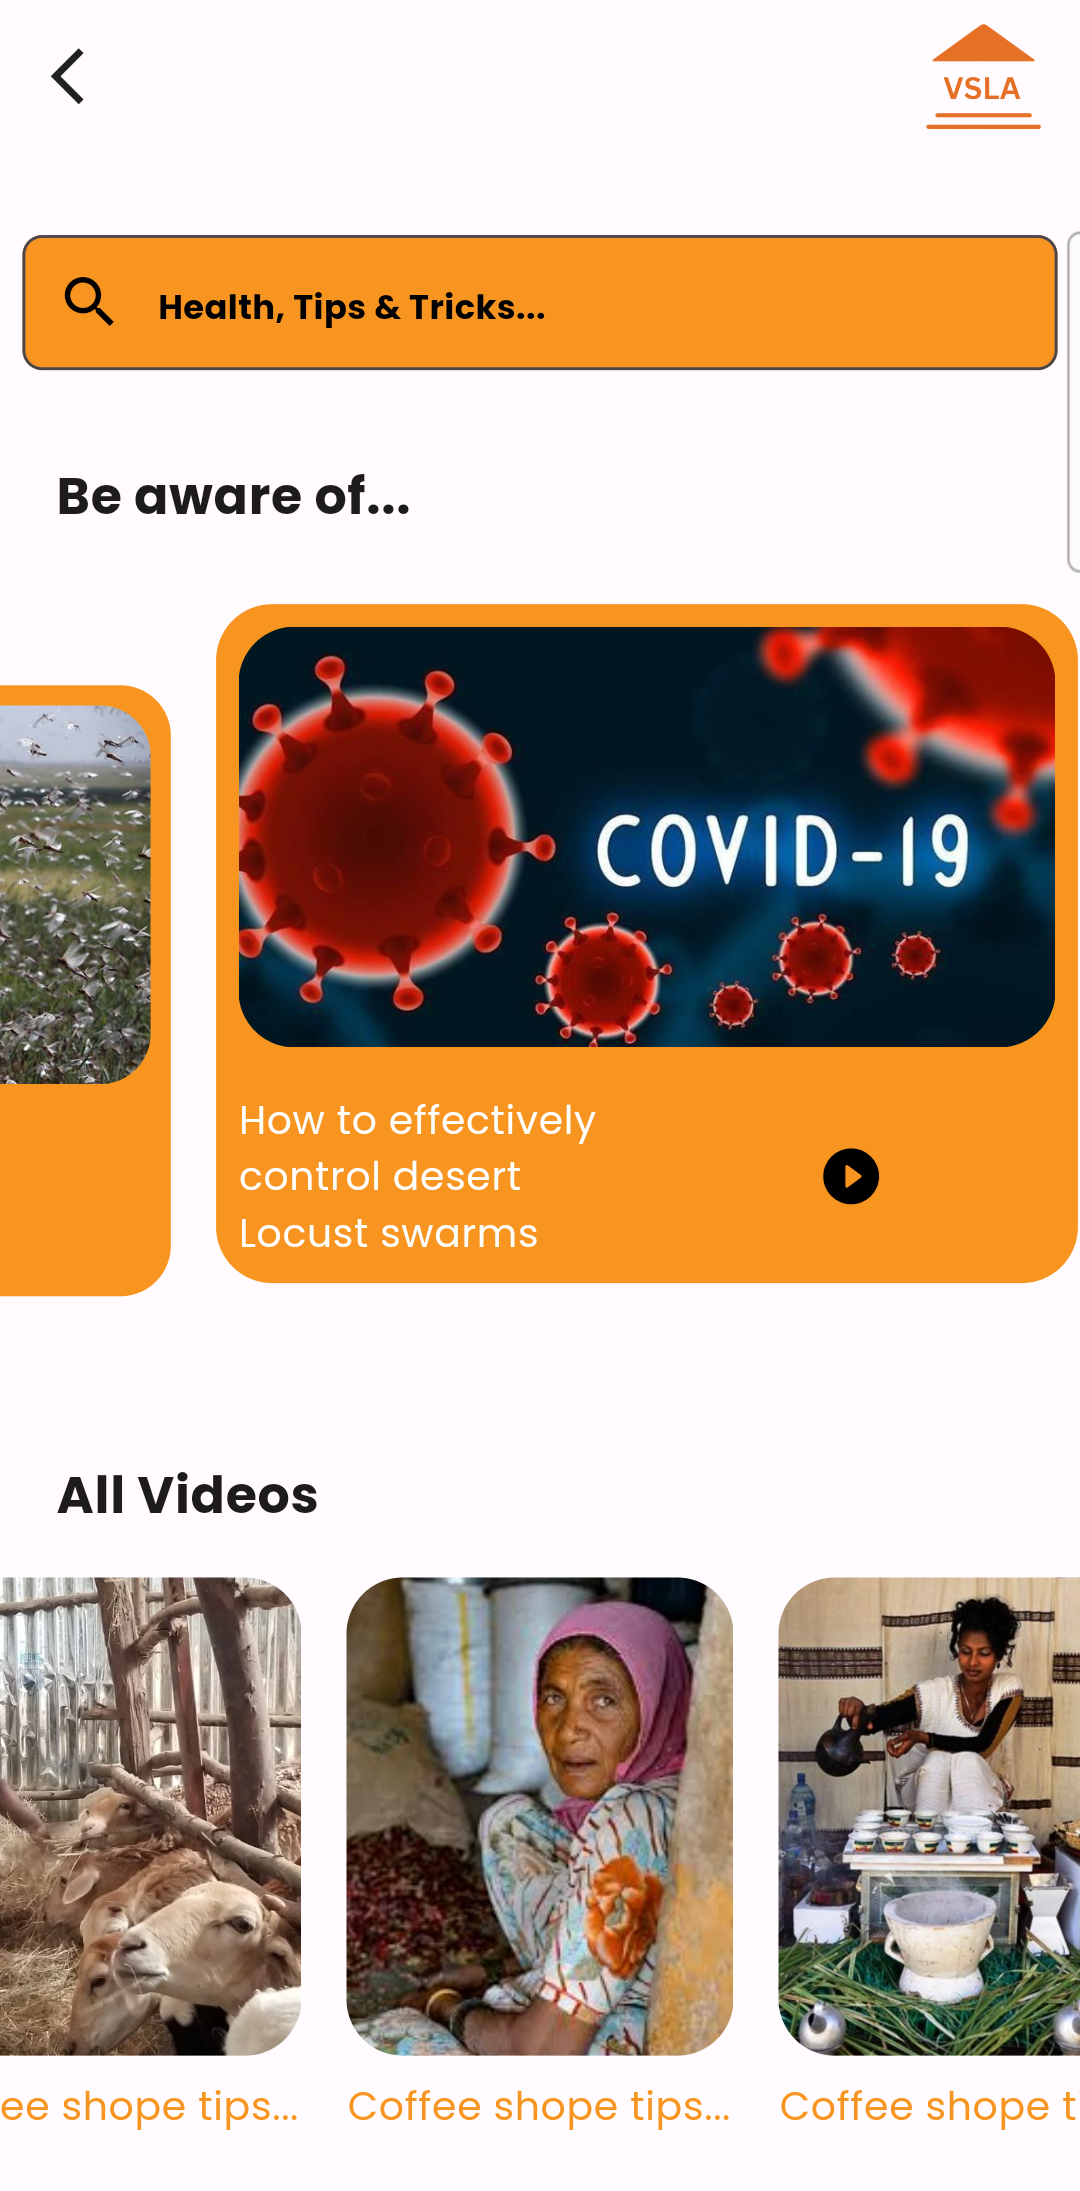 VSLA
Health, Tips & Tricks...
Be aware of...
COVID-19
How to effectively
control desert
Locust swarms
All Videos
ee shope tips...
Coffee shope tips...
Coffee shope t